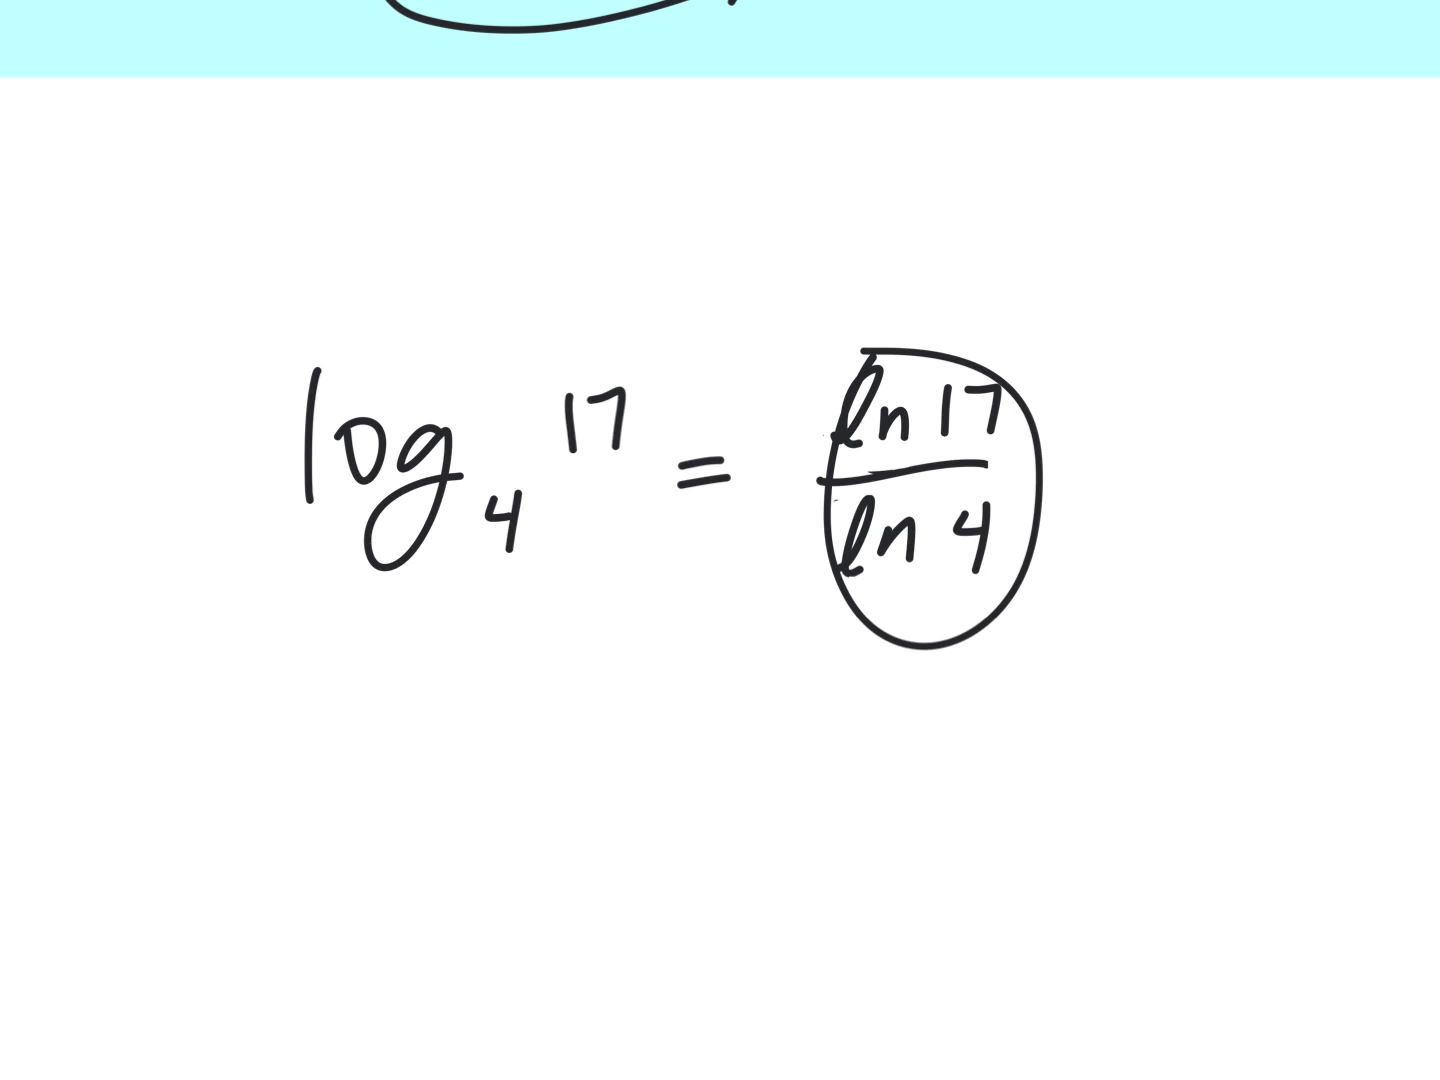 log₄ 17 = ln 17 / ln 4